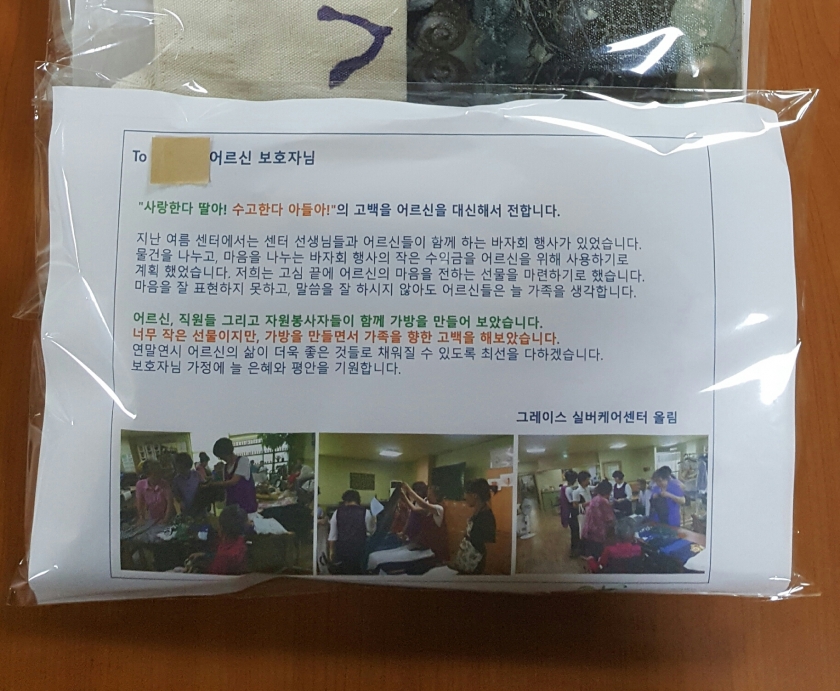 To 어르신 보호자님
"사랑한다 딸아! 수고한다 아들아!"의 고백을 어르신을 대신해서 전합니다.
지난 여름 센터에서는 센터 선생님들과 어르신들이 함께 하는 바자회 행사가 있었습니다.
물건을 나누고, 마음을 나누는 바자회 행사의 작은 수익금을 어르신을 위해 사용하기로
계획 했었습니다. 저희는 고심 끝에 어르신의 마음을 전하는 선물을 마련하기로 했습니다.
마음을 잘 표현하지 못하고, 말씀을 잘 하시지 않아도 어르신들은 늘 가족을 생각합니다.
어르신, 직원들 그리고 자원봉사자들이 함께 가방을 만들어 보았습니다.
너무 작은 선물이지만, 가방을 만들면서 가족을 향한 고백을 해보았습니다.
연말연시 어르신의 삶이 더욱 좋은 것들로 채워질 수 있도록 최선을 다하겠습니다.
보호자님 가정에 늘 은혜와 평안을 기원합니다.
그레이스 실버케어센터 올림